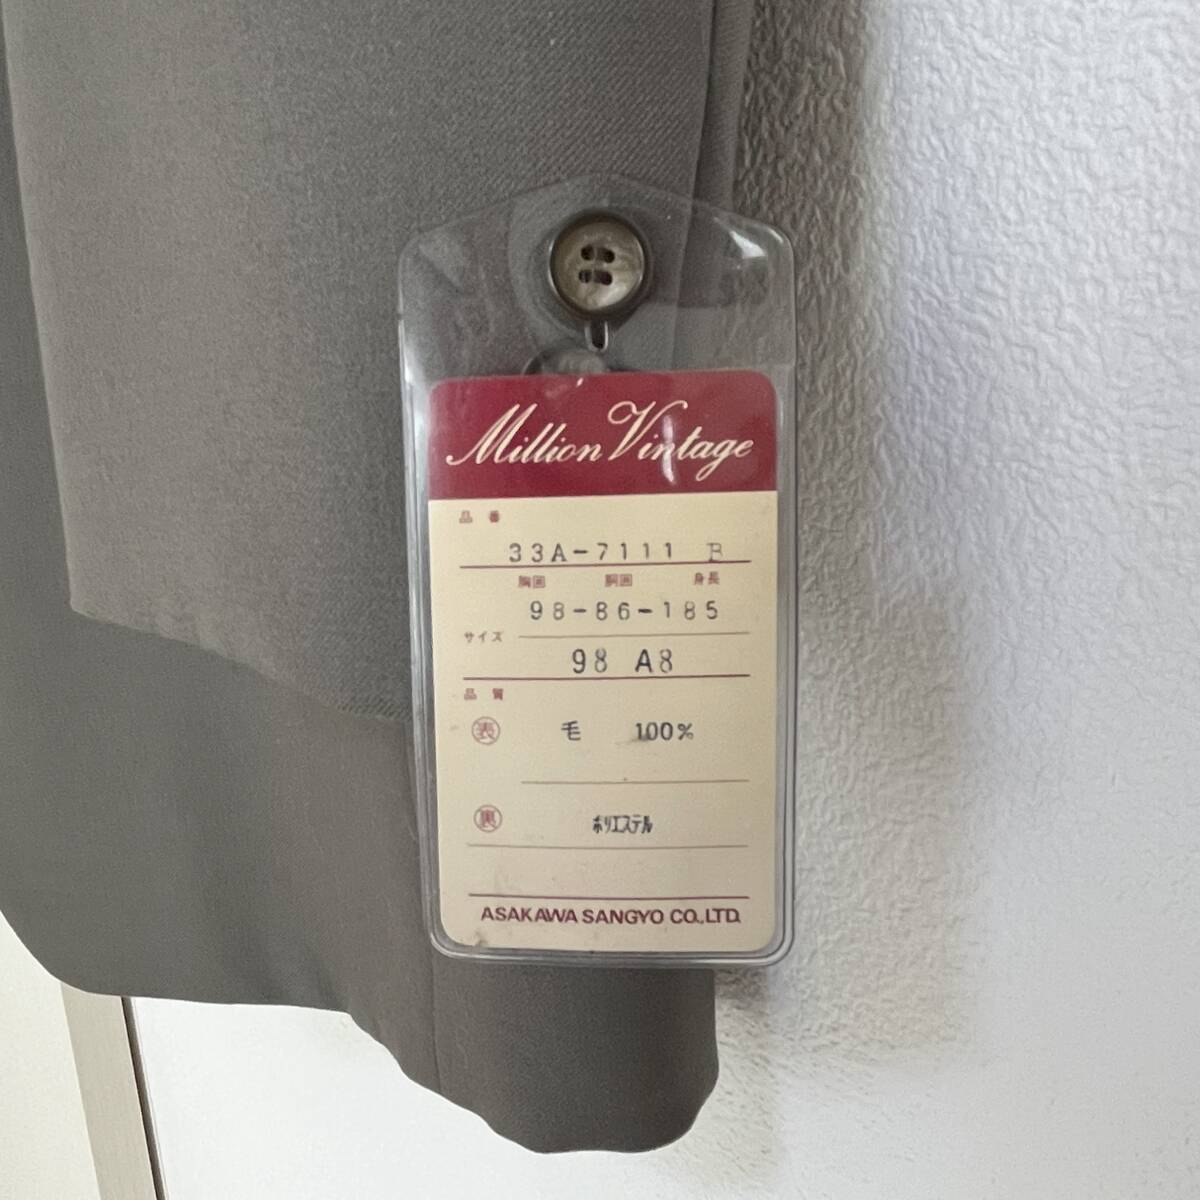 Million Vintage
品番
33A-7111 B
胸囲 胴囲 身長
98-86-185
サイズ
98 A8
品質
表 毛 100%
裏 ポリエステル
ASAKAWA SANGYO CO.,LTD.